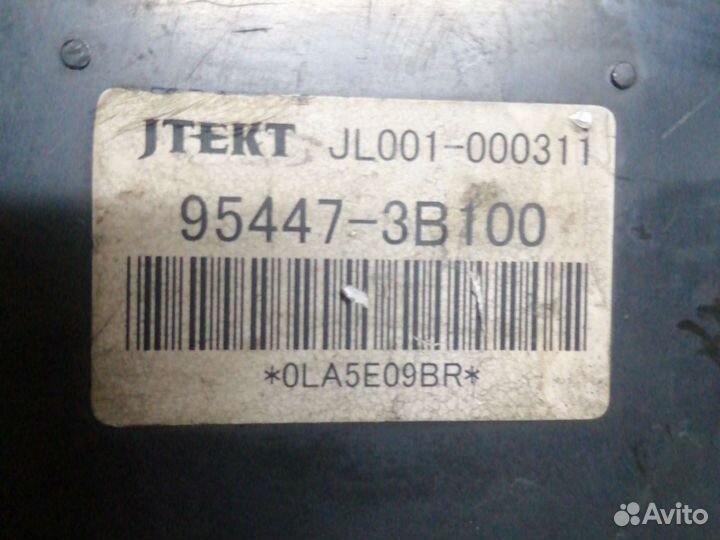 JTEKT JL001-000311
95447-3B100
*0LA5E09BR*
Avito